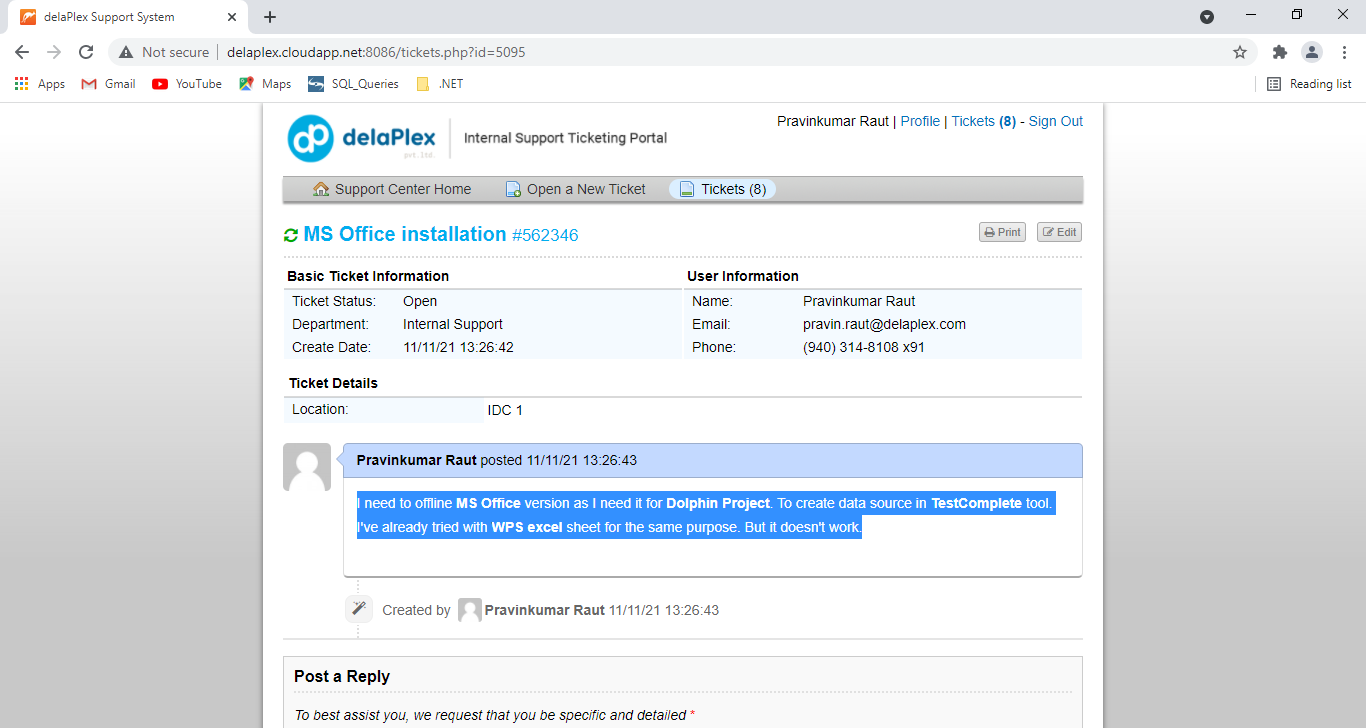 delaPlex Support System
Not secure delaplex.cloudapp.net:8086/tickets.php?id=5095
Apps Gmail YouTube Maps SQL_Queries .NET Reading list
dp delaPlex pvt. ltd. Internal Support Ticketing Portal
Pravinkumar Raut | Profile | Tickets (8) - Sign Out
Support Center Home Open a New Ticket Tickets (8)
MS Office installation #562346 Print Edit
Basic Ticket Information
Ticket Status: Open
Department: Internal Support
Create Date: 11/11/21 13:26:42
User Information
Name: Pravinkumar Raut
Email: pravin.raut@delaplex.com
Phone: (940) 314-8108 x91
Ticket Details
Location: IDC 1
Pravinkumar Raut posted 11/11/21 13:26:43
I need to offline MS Office version as I need it for Dolphin Project. To create data source in TestComplete tool.
I've already tried with WPS excel sheet for the same purpose. But it doesn't work.
Created by Pravinkumar Raut 11/11/21 13:26:43
Post a Reply
To best assist you, we request that you be specific and detailed *